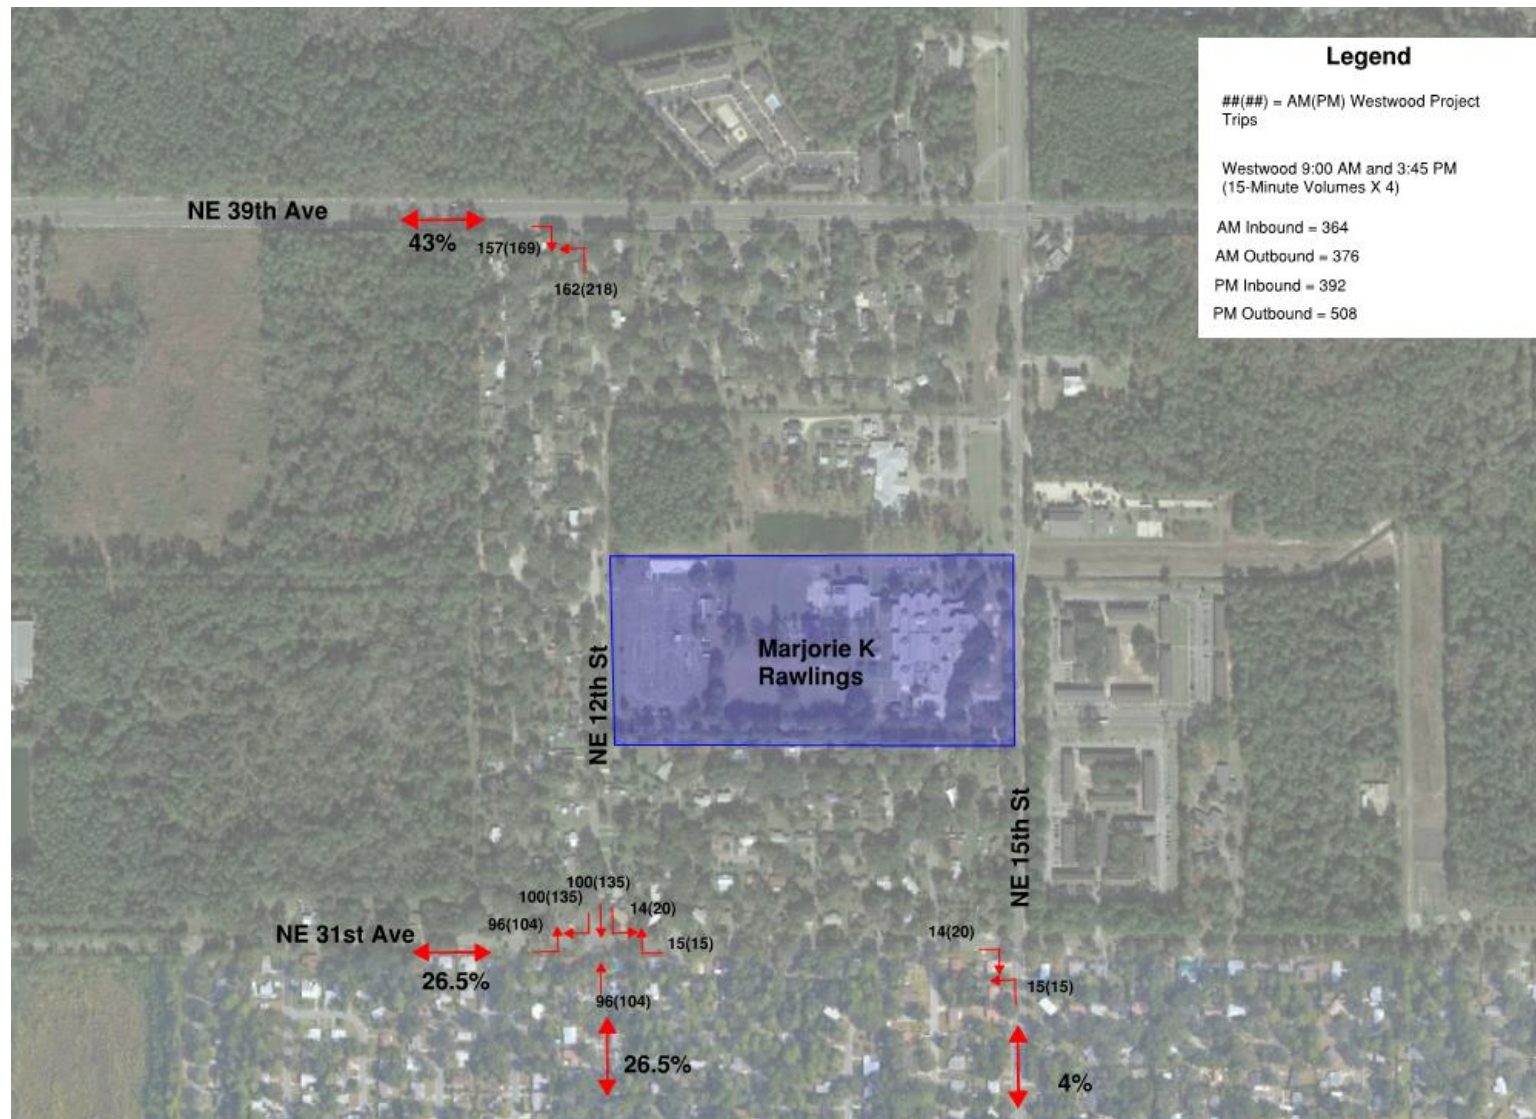 Legend
##(##) = AM(PM) Westwood Project
Trips
Westwood 9:00 AM and 3:45 PM
(15-Minute Volumes X 4)
AM Inbound = 364
AM Outbound = 376
PM Inbound = 392
PM Outbound = 508
NE 39th Ave
43%
157(169)
162(218)
Marjorie K
Rawlings
NE 12th St
NE 15th St
100(135)
100(135)
14(20)
96(104)
15(15)
NE 31st Ave
26.5%
96(104)
26.5%
14(20)
15(15)
4%